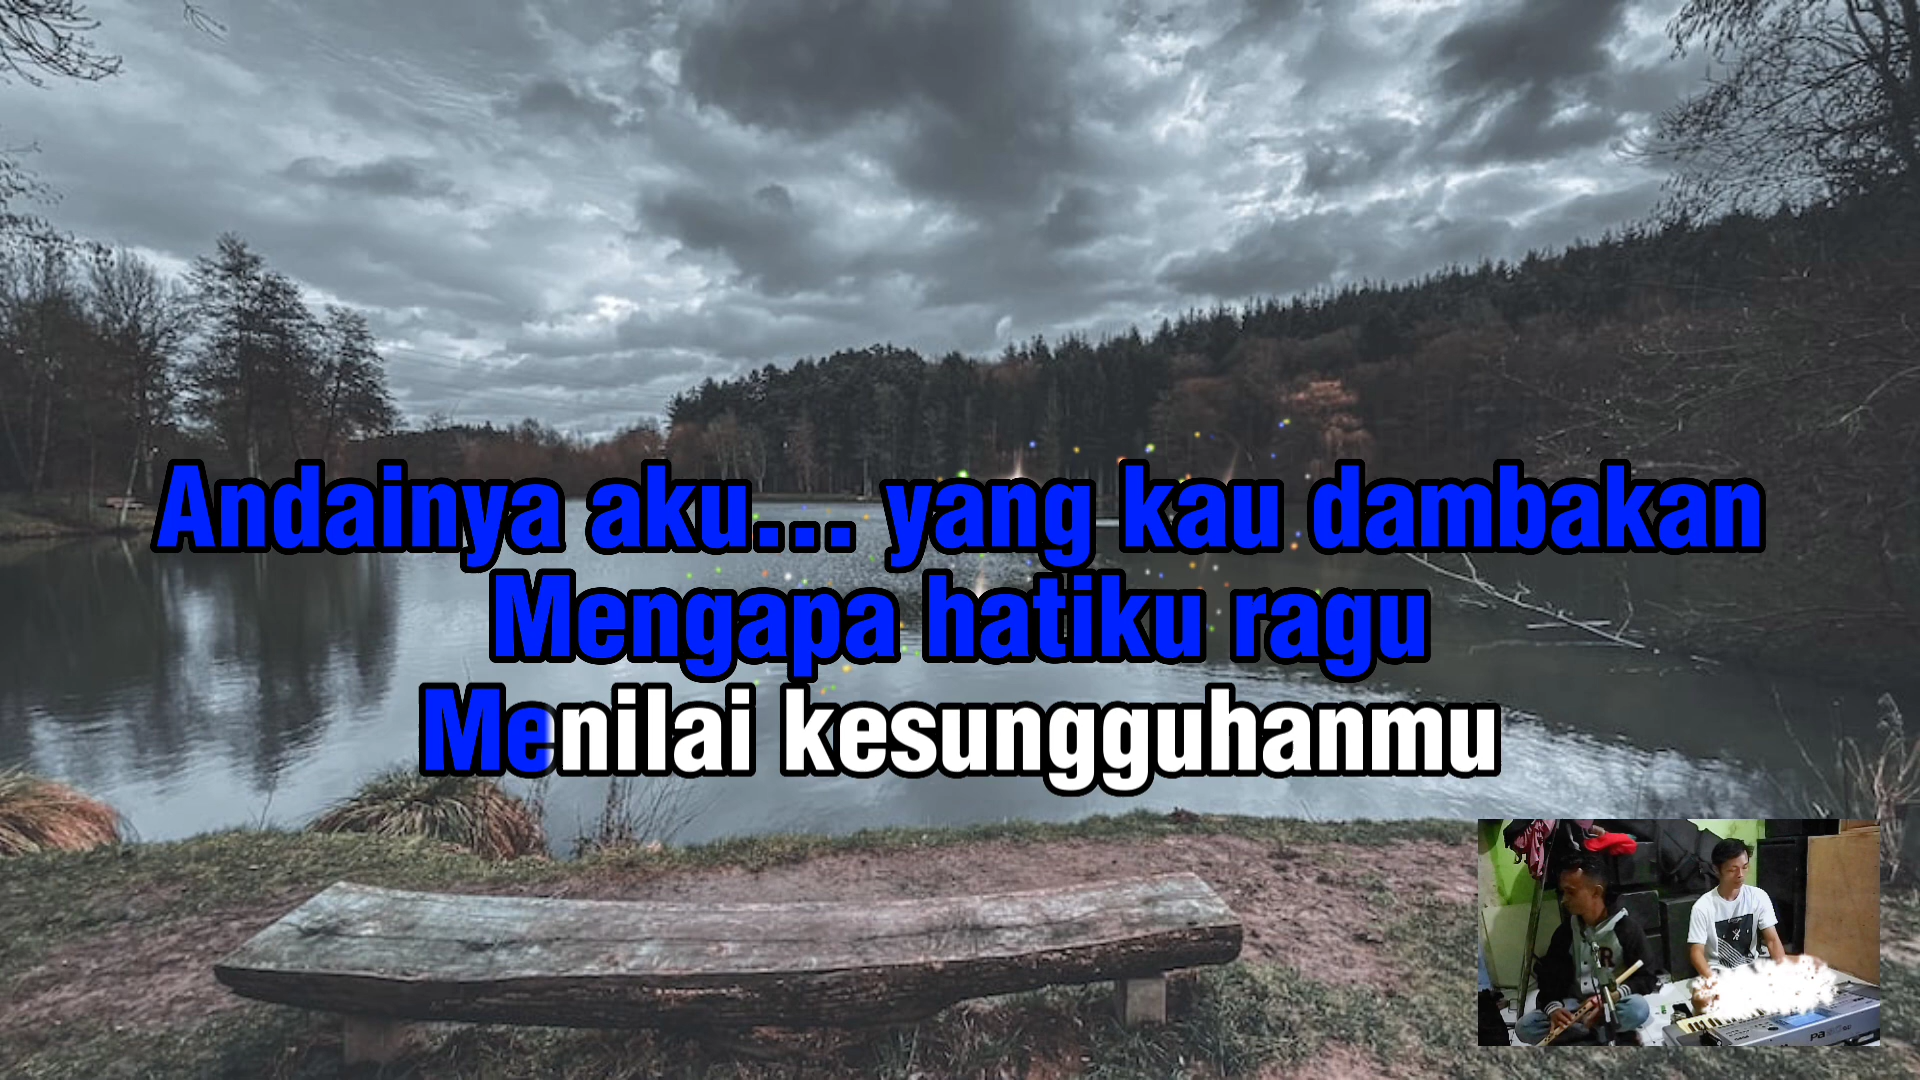 Andainya aku... yang kau dambakan
Mengapa hatiku ragu
Menilai kesungguhanmu